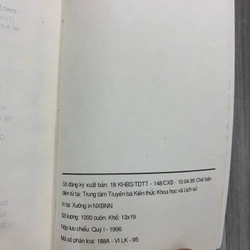 Số đăng ký xuất bản: 18 KHBS/TDTT - 148/CXB - 10.04.95 Chế bản
điện tử tại: Trung tâm Truyền bá Kiến thức Khoa học và Lịch sử
In tại: Xưởng in NXBNN
Số lượng: 1000 cuốn; Khổ: 13x19
Nộp lưu chiểu: Quý I - 1996
Mã số phân loại: 188A - VI LK - 95